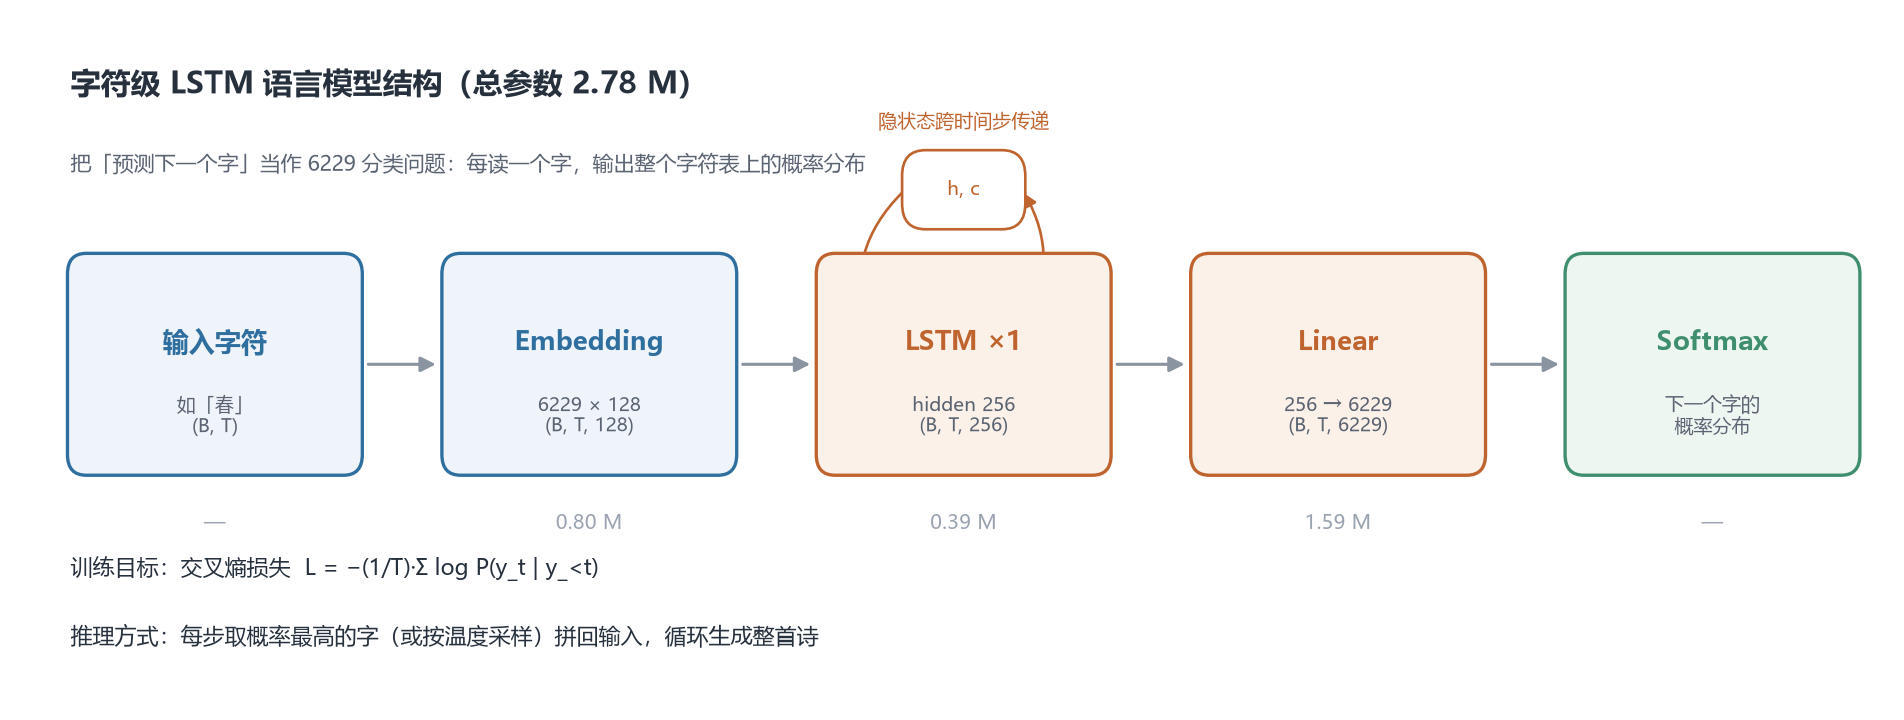 字符级 LSTM 语言模型结构（总参数 2.78 M）
隐状态跨时间步传递
把「预测下一个字」当作 6229 分类问题：每读一个字，输出整个字符表上的概率分布
h, c
输入字符
如「春」
(B, T)
Embedding
6229 × 128
(B, T, 128)
LSTM ×1
hidden 256
(B, T, 256)
Linear
256 → 6229
(B, T, 6229)
Softmax
下一个字的
概率分布
—
0.80 M
0.39 M
1.59 M
—
训练目标：交叉熵损失  L = −(1/T)·Σ log P(y_t | y_<t)
推理方式：每步取概率最高的字（或按温度采样）拼回输入，循环生成整首诗